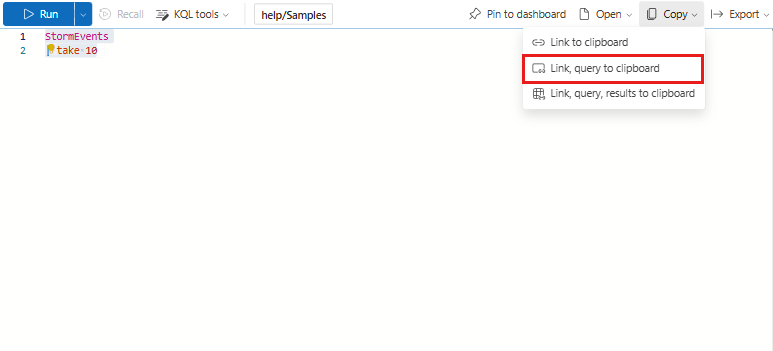 Run Recall KQL tools help/Samples Pin to dashboard Open Copy Export
1 StormEvents
2 | take 10
Link to clipboard
Link, query to clipboard
Link, query, results to clipboard